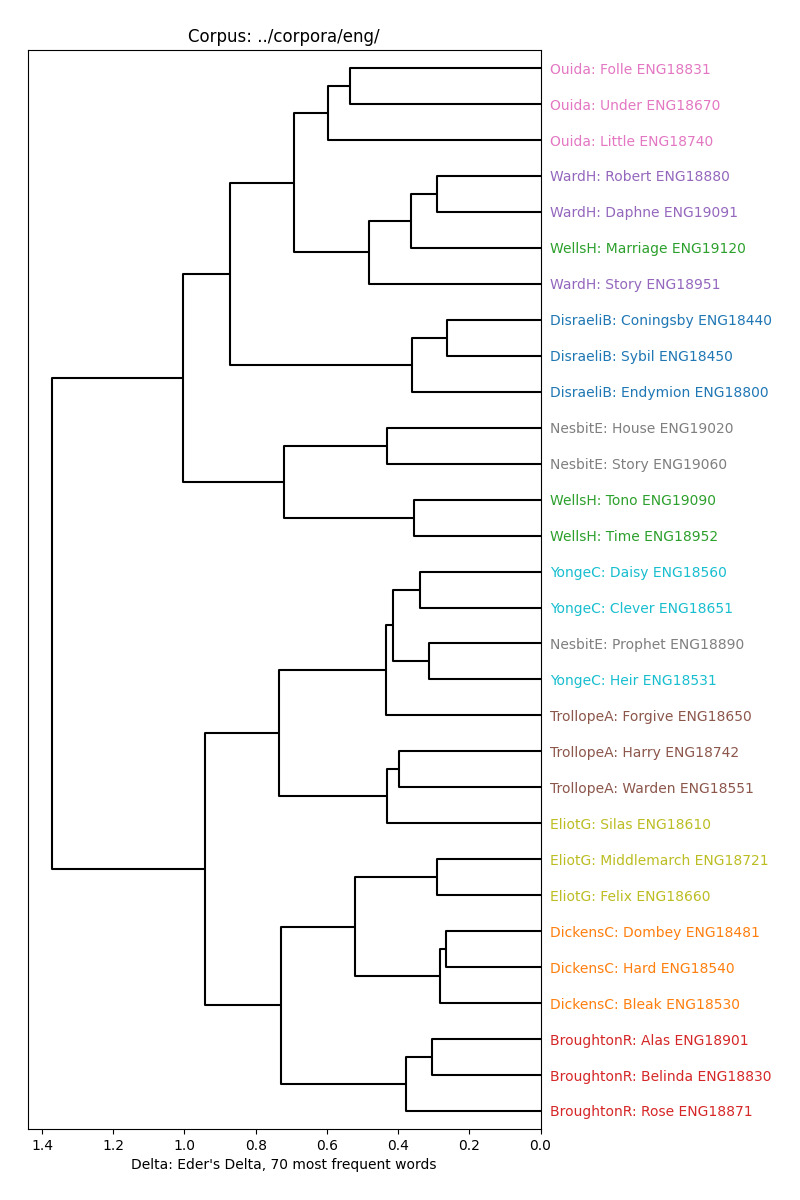 Corpus: ../corpora/eng/
Ouida: Folle ENG18831
Ouida: Under ENG18670
Ouida: Little ENG18740
WardH: Robert ENG18880
WardH: Daphne ENG19091
WellsH: Marriage ENG19120
WardH: Story ENG18951
DisraeliB: Coningsby ENG18440
DisraeliB: Sybil ENG18450
DisraeliB: Endymion ENG18800
NesbitE: House ENG19020
NesbitE: Story ENG19060
WellsH: Tono ENG19090
WellsH: Time ENG18952
YongeC: Daisy ENG18560
YongeC: Clever ENG18651
NesbitE: Prophet ENG18890
YongeC: Heir ENG18531
TrollopeA: Forgive ENG18650
TrollopeA: Harry ENG18742
TrollopeA: Warden ENG18551
EliotG: Silas ENG18610
EliotG: Middlemarch ENG18721
EliotG: Felix ENG18660
DickensC: Dombey ENG18481
DickensC: Hard ENG18540
DickensC: Bleak ENG18530
BroughtonR: Alas ENG18901
BroughtonR: Belinda ENG18830
BroughtonR: Rose ENG18871
1.4 1.2 1.0 0.8 0.6 0.4 0.2 0.0
Delta: Eder's Delta, 70 most frequent words